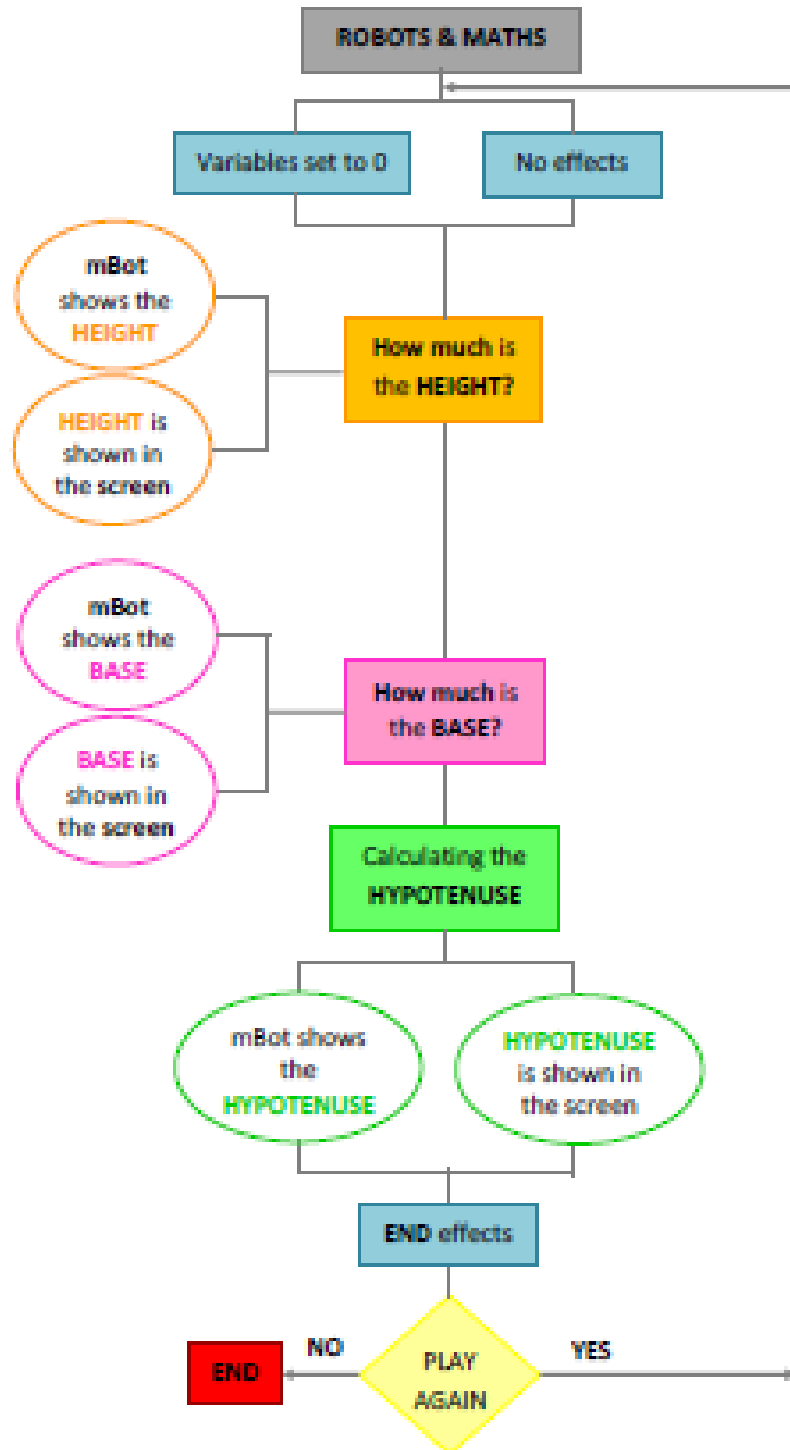 ROBOTS & MATHS
Variables set to 0
No effects
mBot
shows the
HEIGHT
HEIGHT is
shown in
the screen
How much is
the HEIGHT?
mBot
shows the
BASE
BASE is
shown in
the screen
How much is
the BASE?
Calculating the
HYPOTENUSE
mBot shows
the
HYPOTENUSE
HYPOTENUSE
is shown in
the screen
END effects
PLAY
AGAIN
NO
YES
END